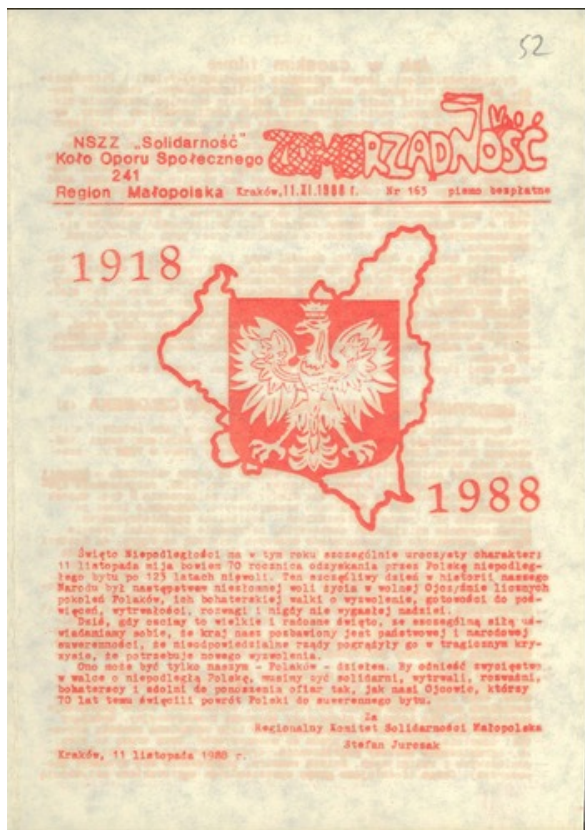 52
NSZZ „Solidarność"
Koło Oporu Społecznego
241
Region Małopolska
Kraków, 11.XI.1988 r. Nr 163 pismo bezpłatne
1918
1988
Święto Niepodległości ma w tym roku szczególnie uroczysty charakter;
11 listopada mija bowiem 70 rocznica odzyskania przez Polskę niepodleg-
łego bytu po 123 latach niewoli. Ten szczęśliwy dzień w historii naszego
Narodu był następstwem niezłomnej woli życia w wolnej Ojczyźnie licznych
pokoleń Polaków, ich bohaterskiej walki o wyzwolenie, gotowości do poś-
więceń, wytrwałości, rozwagi i nigdy nie wygasłej nadziei.
Dziś, gdy czcimy to wielkie i radosne święto, ze szczególną siłą uś-
wiadamiamy sobie, że kraj nasz pozbawiony jest państwowej i narodowej
suwerenności, że nieodpowiedzialne rządy pogrążyły go w tragicznym kry-
zysie, że potrzebuje nowego wyzwolenia.
Ono może być tylko naszym - Polaków - dziełem. By odnieść zwycięstwo
w walce o niepodległą Polskę, musimy być solidarni, wytrwali, rozważni,
bohaterscy i zdolni do ponoszenia ofiar tak, jak nasi Ojcowie, którzy
70 lat temu święcili powrót Polski do suwerennego bytu.
Za
Regionalny Komitet Solidarności Małopolska
Stefan Jurczak
Kraków, 11 listopada 1988 r.